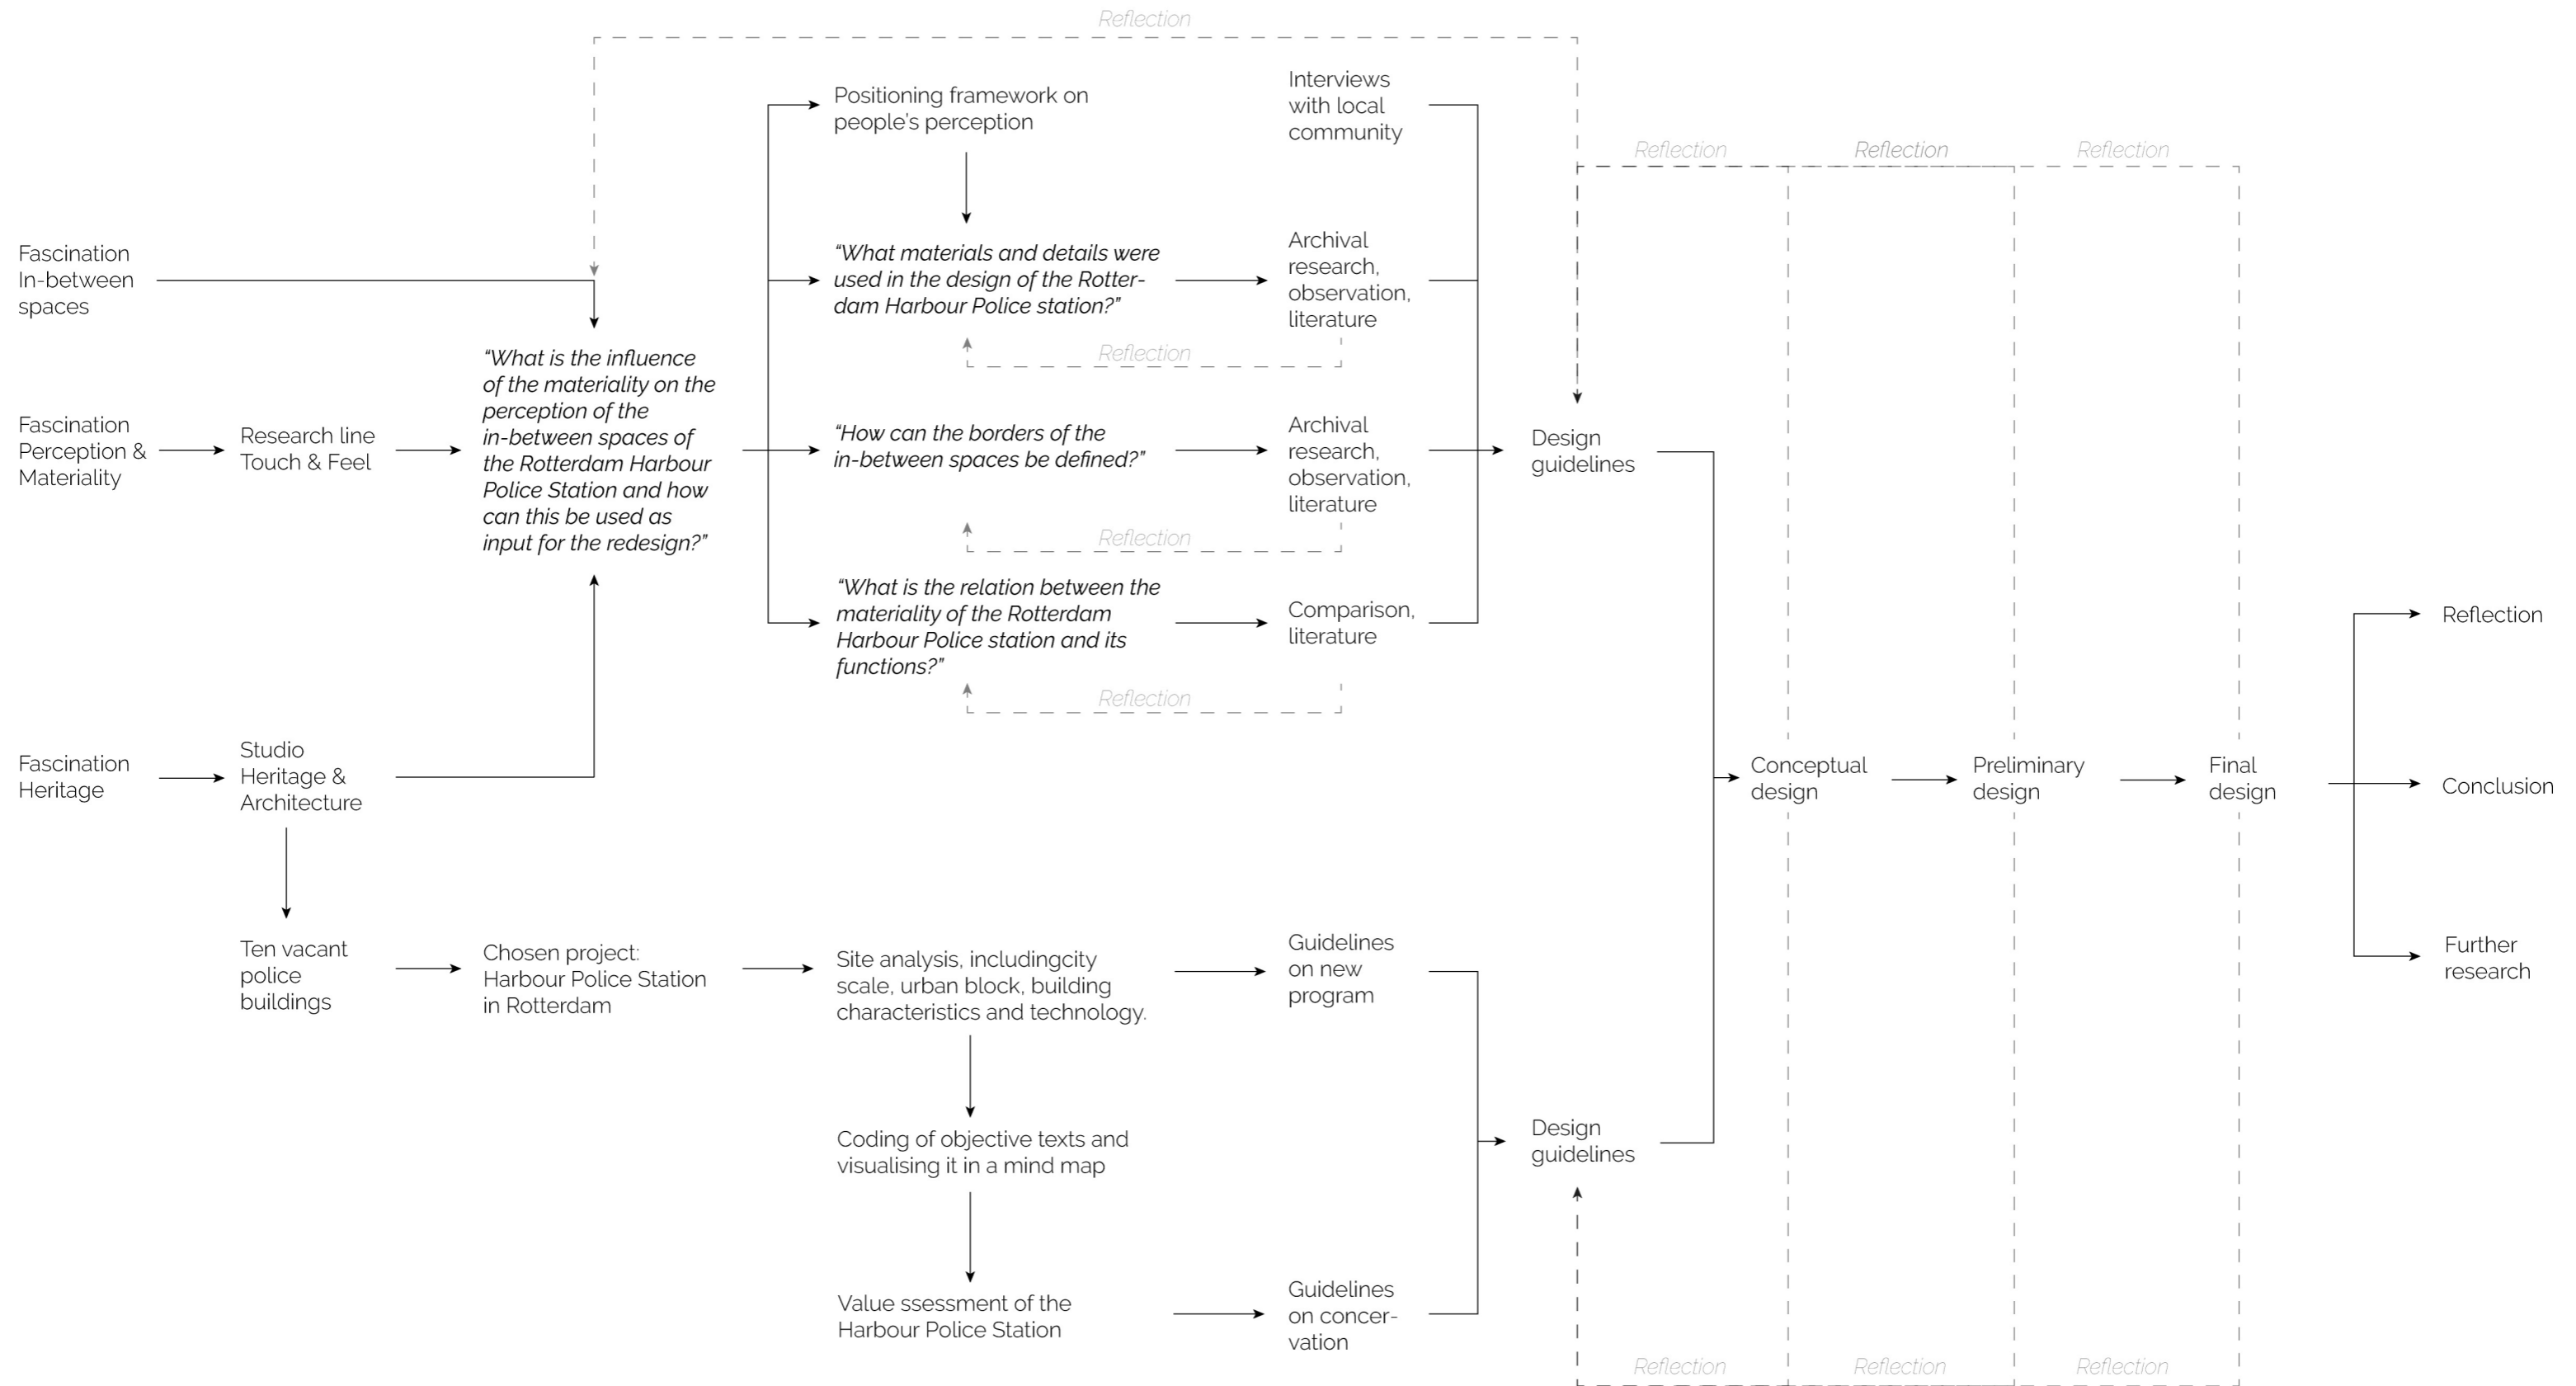 Reflection
Positioning framework on
people's perception
Interviews
with local
community
Reflection
Reflection
Reflection
Fascination
In-between
spaces
“What materials and details were
used in the design of the Rotter-
dam Harbour Police station?”
Archival
research,
observation,
literature
Reflection
Fascination
Perception &
Materiality
Research line
Touch & Feel
“What is the influence
of the materiality on the
perception of the
in-between spaces of
the Rotterdam Harbour
Police Station and how
can this be used as
input for the redesign?”
“How can the borders of the
in-between spaces be defined?”
Archival
research,
observation,
literature
Design
guidelines
Reflection
“What is the relation between the
materiality of the Rotterdam
Harbour Police station and its
functions?”
Comparison,
literature
Reflection
Fascination
Heritage
Studio
Heritage &
Architecture
Conceptual
design
Preliminary
design
Final
design
Reflection
Conclusion
Further
research
Ten vacant
police
buildings
Chosen project:
Harbour Police Station
in Rotterdam
Site analysis, includingcity
scale, urban block, building
characteristics and technology.
Guidelines
on new
program
Coding of objective texts and
visualising it in a mind map
Design
guidelines
Value ssessment of the
Harbour Police Station
Guidelines
on concer-
vation
Reflection
Reflection
Reflection